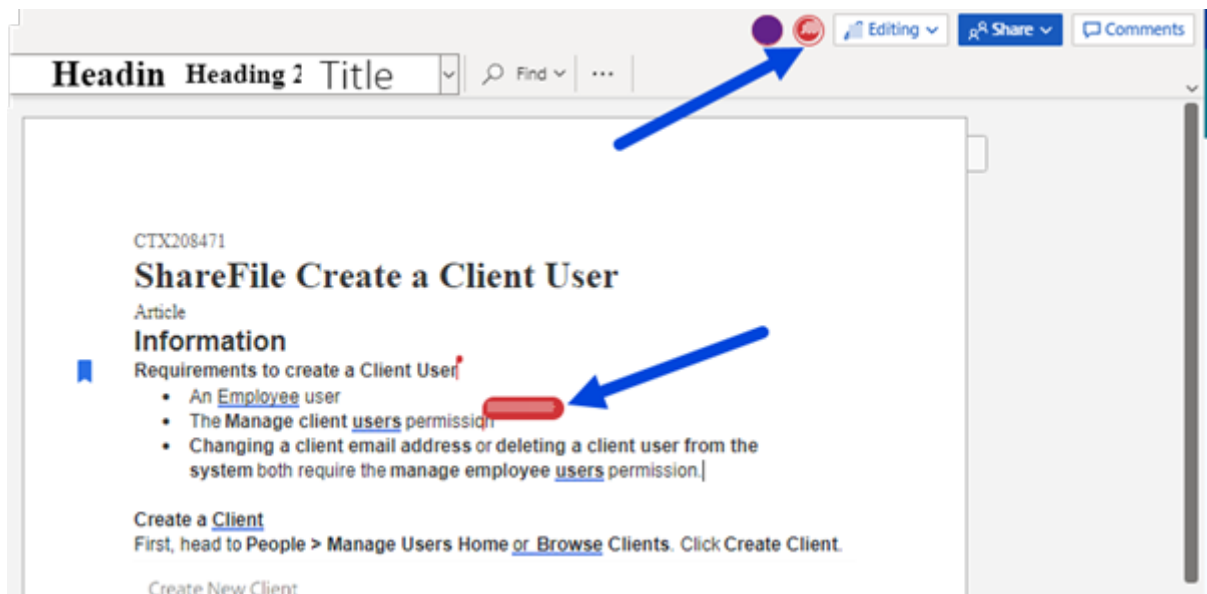 Editing
Share
Comments
Headin Heading 2 Title
Find
CTX208471
ShareFile Create a Client User
Article
Information
Requirements to create a Client User
• An Employee user
• The Manage client users permission
• Changing a client email address or deleting a client user from the
system both require the manage employee users permission.
Create a Client
First, head to People > Manage Users Home or Browse Clients. Click Create Client.
Create New Client